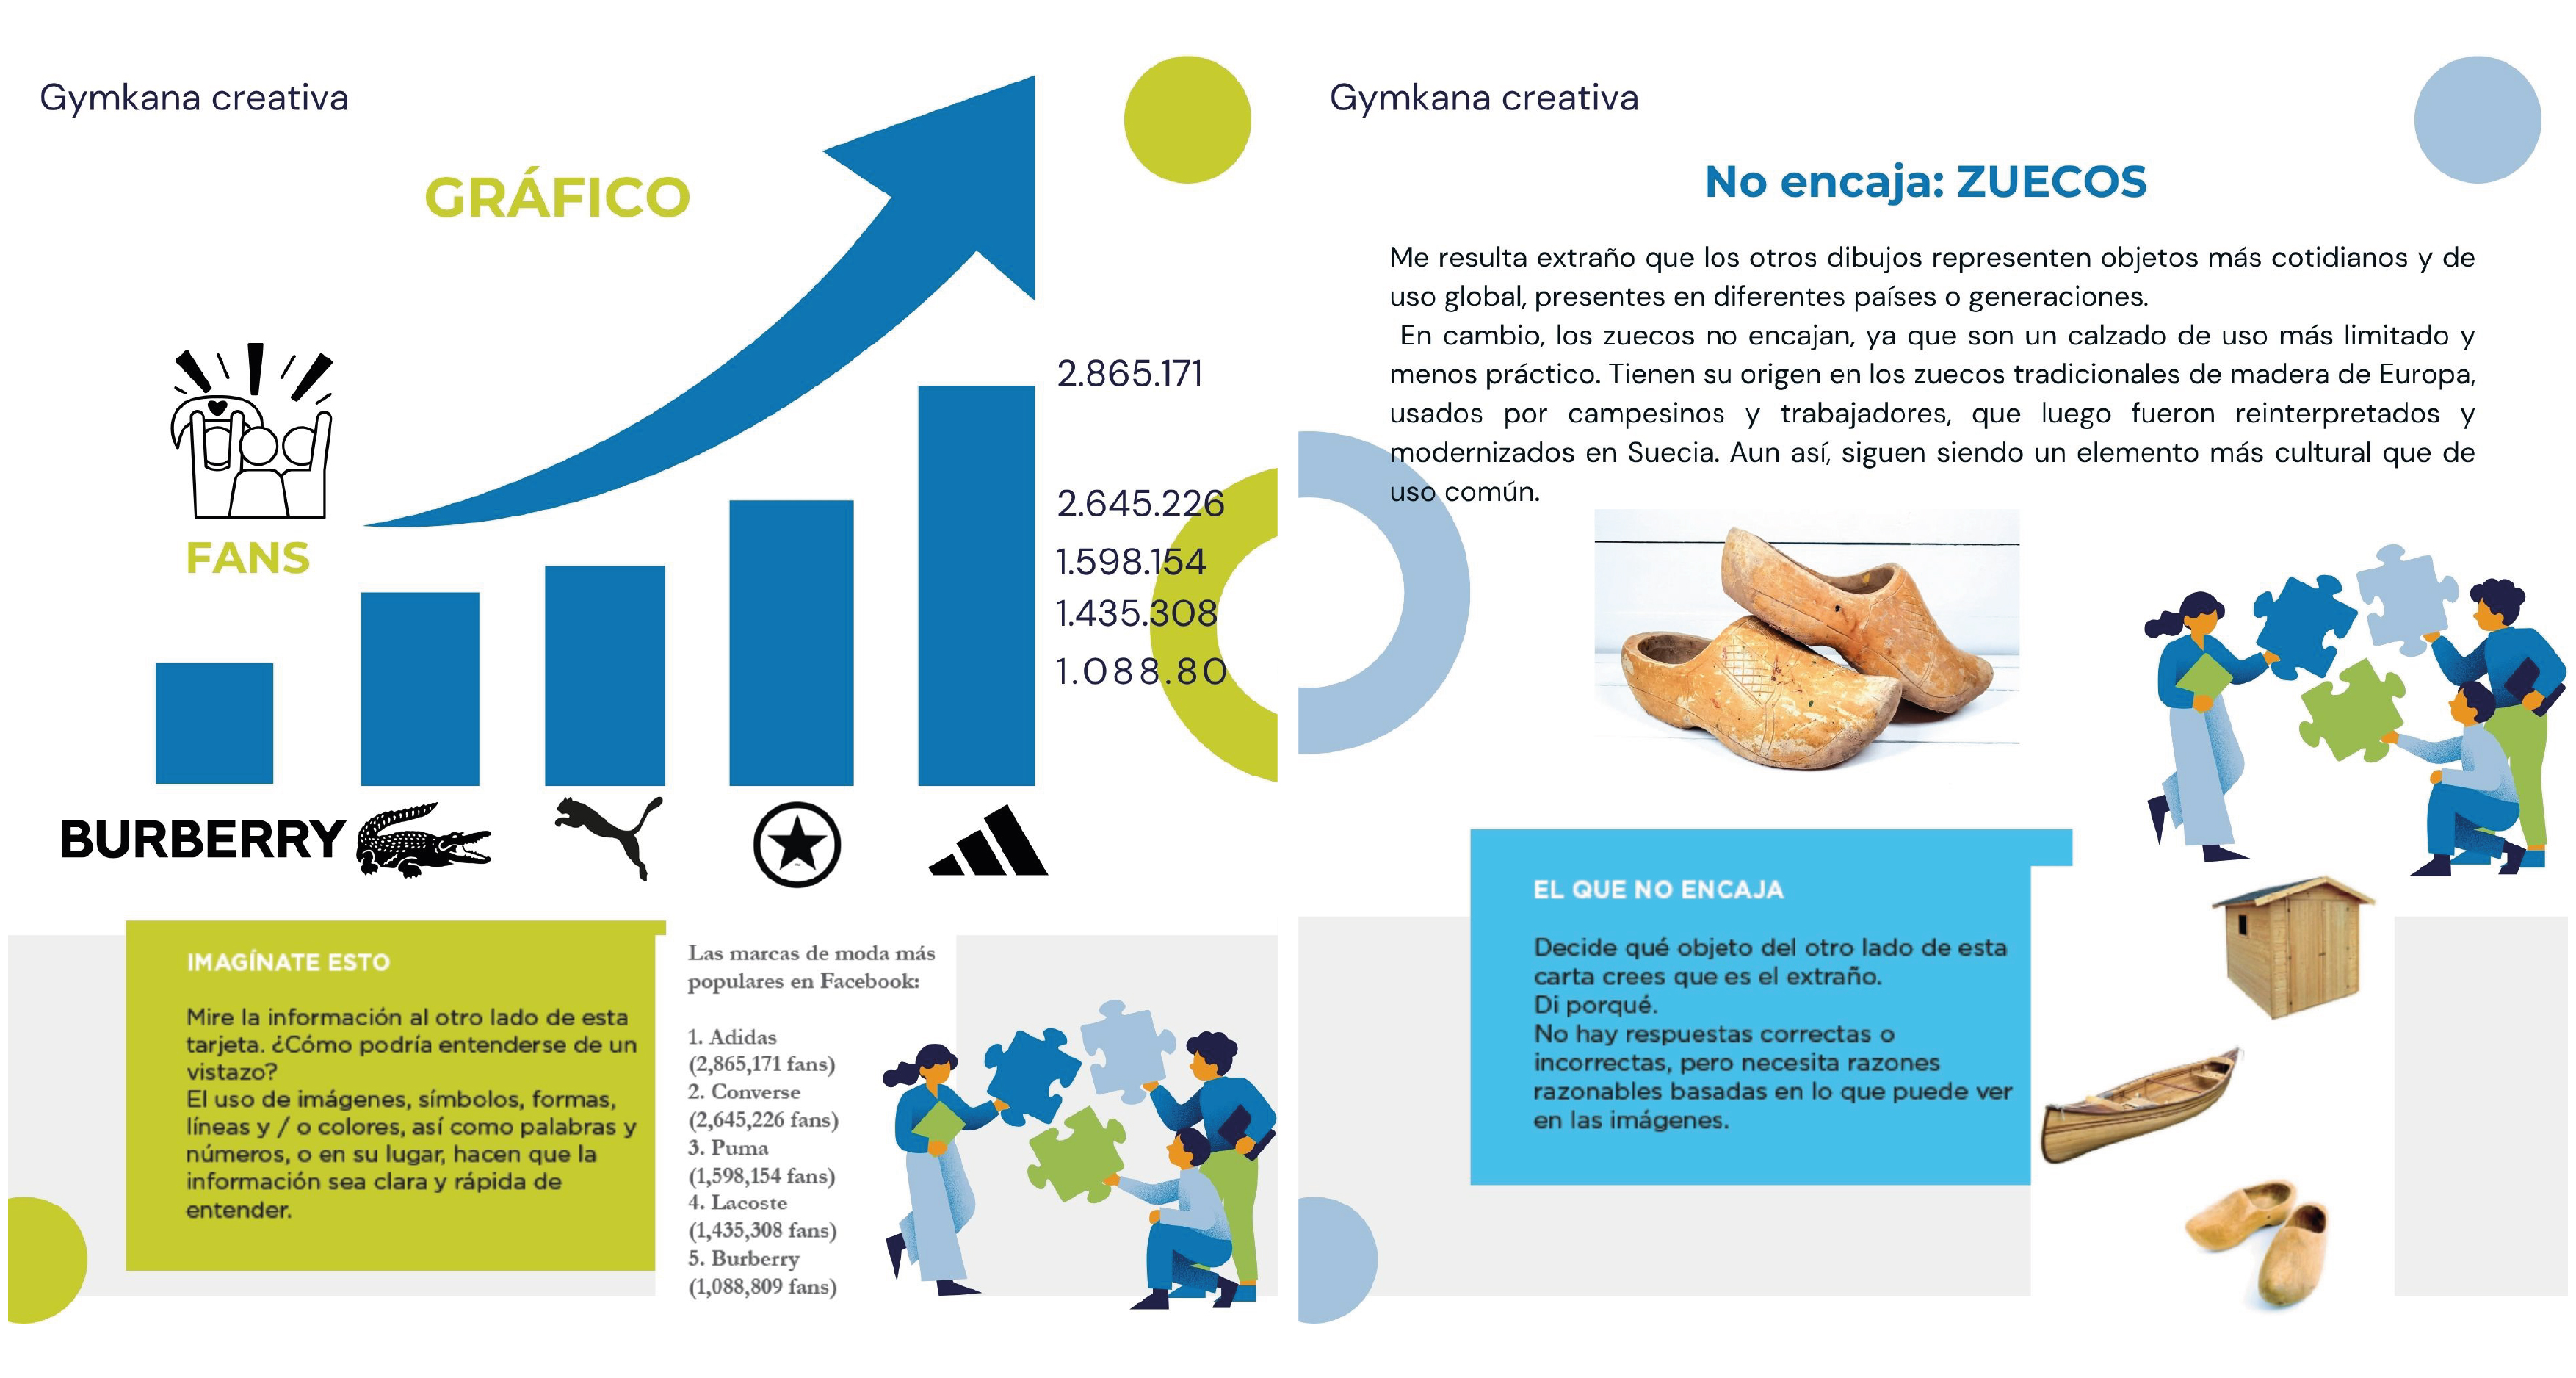 Gymkana creativa
GRÁFICO
FANS
2.865.171
2.645.226
1.598.154
1.435.308
1.088.80
BURBERRY
IMAGÍNATE ESTO
Mire la información al otro lado de esta
tarjeta. ¿Cómo podría entenderse de un
vistazo?
El uso de imágenes, símbolos, formas,
líneas y / o colores, así como palabras y
números, o en su lugar, hacen que la
información sea clara y rápida de
entender.
Las marcas de moda más
populares en Facebook:
1. Adidas
(2,865,171 fans)
2. Converse
(2,645,226 fans)
3. Puma
(1,598,154 fans)
4. Lacoste
(1,435,308 fans)
5. Burberry
(1,088,809 fans)
Gymkana creativa
No encaja: ZUECOS
Me resulta extraño que los otros dibujos representen objetos más cotidianos y de
uso global, presentes en diferentes países o generaciones.
En cambio, los zuecos no encajan, ya que son un calzado de uso más limitado y
menos práctico. Tienen su origen en los zuecos tradicionales de madera de Europa,
usados por campesinos y trabajadores, que luego fueron reinterpretados y
modernizados en Suecia. Aun así, siguen siendo un elemento más cultural que de
uso común.
EL QUE NO ENCAJA
Decide qué objeto del otro lado de esta
carta crees que es el extraño.
Di porqué.
No hay respuestas correctas o
incorrectas, pero necesita razones
razonables basadas en lo que puede ver
en las imágenes.